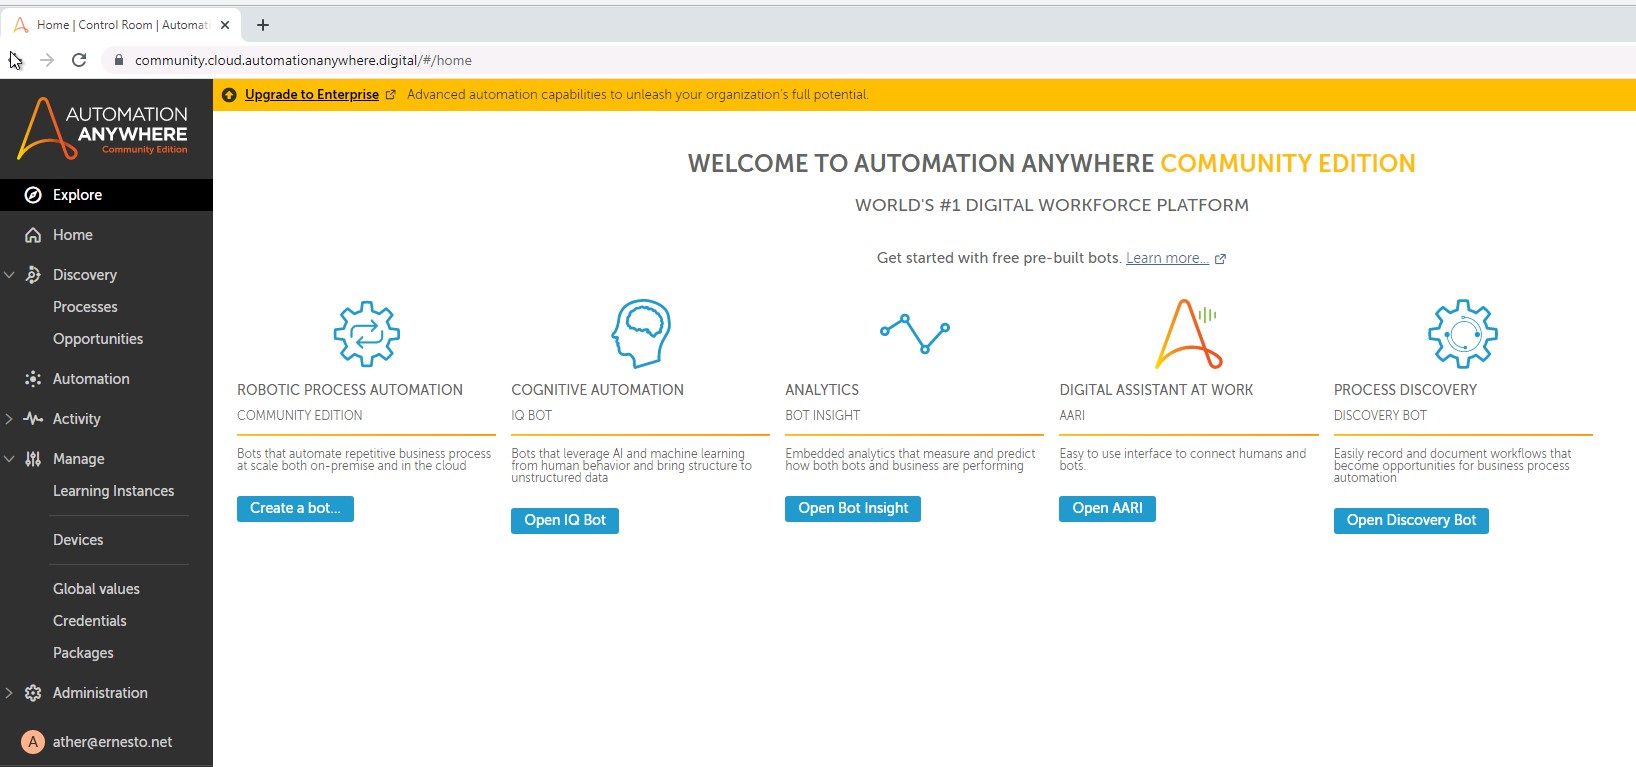 Home | Control Room | Automat
community.cloud.automationanywhere.digital/#/home
AUTOMATION
ANYWHERE
Community Edition
Explore
Home
Discovery
Processes
Opportunities
Automation
Activity
Manage
Learning Instances
Devices
Global values
Credentials
Packages
Administration
A ather@ernesto.net
Upgrade to Enterprise Advanced automation capabilities to unleash your organization's full potential.
WELCOME TO AUTOMATION ANYWHERE COMMUNITY EDITION
WORLD'S #1 DIGITAL WORKFORCE PLATFORM
Get started with free pre-built bots. Learn more...
ROBOTIC PROCESS AUTOMATION
COMMUNITY EDITION
Bots that automate repetitive business process
at scale both on-premise and in the cloud
Create a bot...
COGNITIVE AUTOMATION
IQ BOT
Bots that leverage AI and machine learning
from human behavior and bring structure to
unstructured data
Open IQ Bot
ANALYTICS
BOT INSIGHT
Embedded analytics that measure and predict
how both bots and business are performing
Open Bot Insight
DIGITAL ASSISTANT AT WORK
AARI
Easy to use interface to connect humans and
bots.
Open AARI
PROCESS DISCOVERY
DISCOVERY BOT
Easily record and document workflows that
become opportunities for business process
automation
Open Discovery Bot